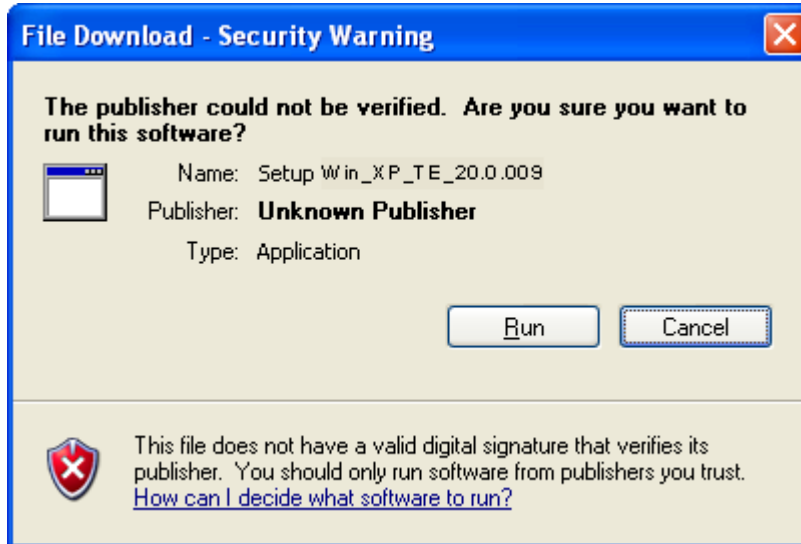 File Download - Security Warning
The publisher could not be verified. Are you sure you want to
run this software?
Name: Setup Win_XP_TE_20.0.009
Publisher: Unknown Publisher
Type: Application
Run Cancel
This file does not have a valid digital signature that verifies its
publisher. You should only run software from publishers you trust.
How can I decide what software to run?